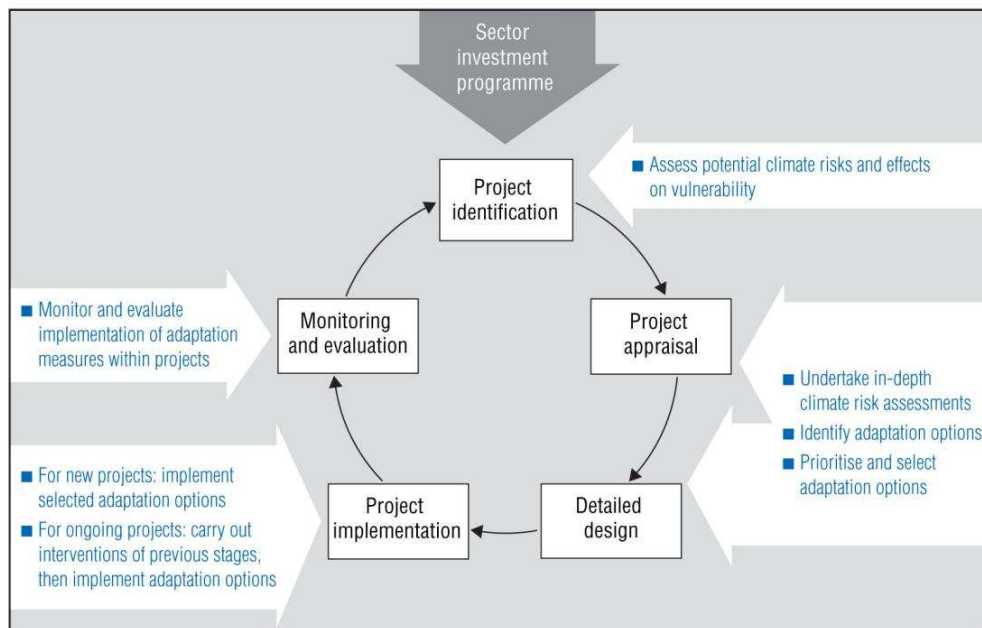 Sector
investment
programme
■ Assess potential climate risks and effects
on vulnerability
Project
identification
■ Monitor and evaluate
implementation of adaptation
measures within projects
Monitoring
and evaluation
Project
appraisal
■ Undertake in-depth
climate risk assessments
■ Identify adaptation options
■ Prioritise and select
adaptation options
■ For new projects: implement
selected adaptation options
■ For ongoing projects: carry out
interventions of previous stages,
then implement adaptation options
Project
implementation
Detailed
design